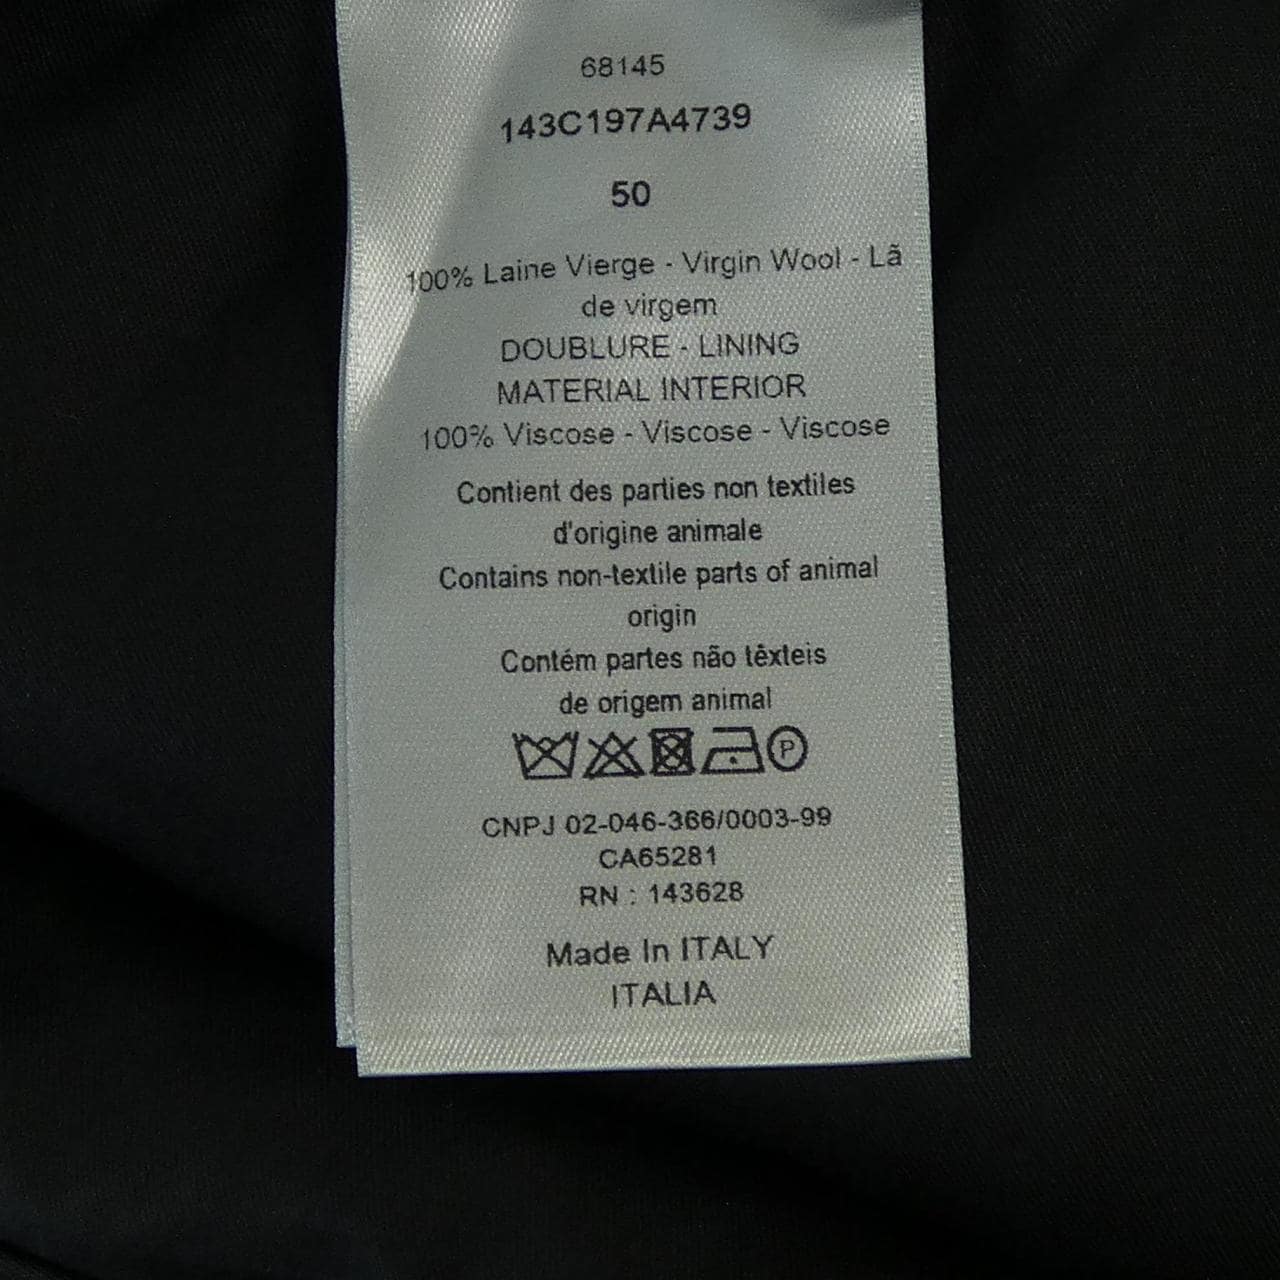 68145
143C197A4739
50
100% Laine Vierge - Virgin Wool - Lã
de virgem
DOUBLURE - LINING
MATERIAL INTERIOR
100% Viscose - Viscose - Viscose
Contient des parties non textiles
d'origine animale
Contains non-textile parts of animal
origin
Contém partes não têxteis
de origem animal
P
CNPJ 02-046-366/0003-99
CA65281
RN : 143628
Made In ITALY
ITALIA